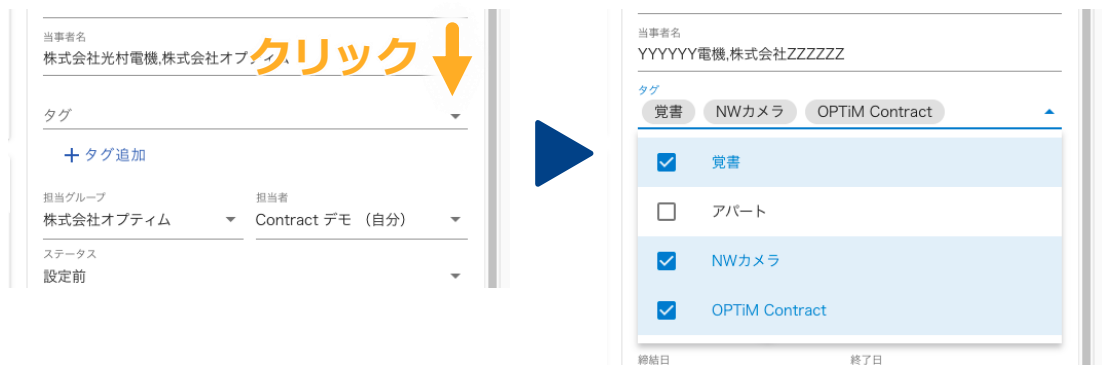 当事者名
株式会社光村電機,株式会社オプティム
クリック
タグ
タグ追加
担当グループ
担当者
株式会社オプティム
Contract デモ (自分)
ステータス
設定前
当事者名
YYYYYY電機,株式会社ZZZZZZ
タグ
覚書 NWカメラ OPTiM Contract
覚書
アパート
NWカメラ
OPTiM Contract
締結日
終了日